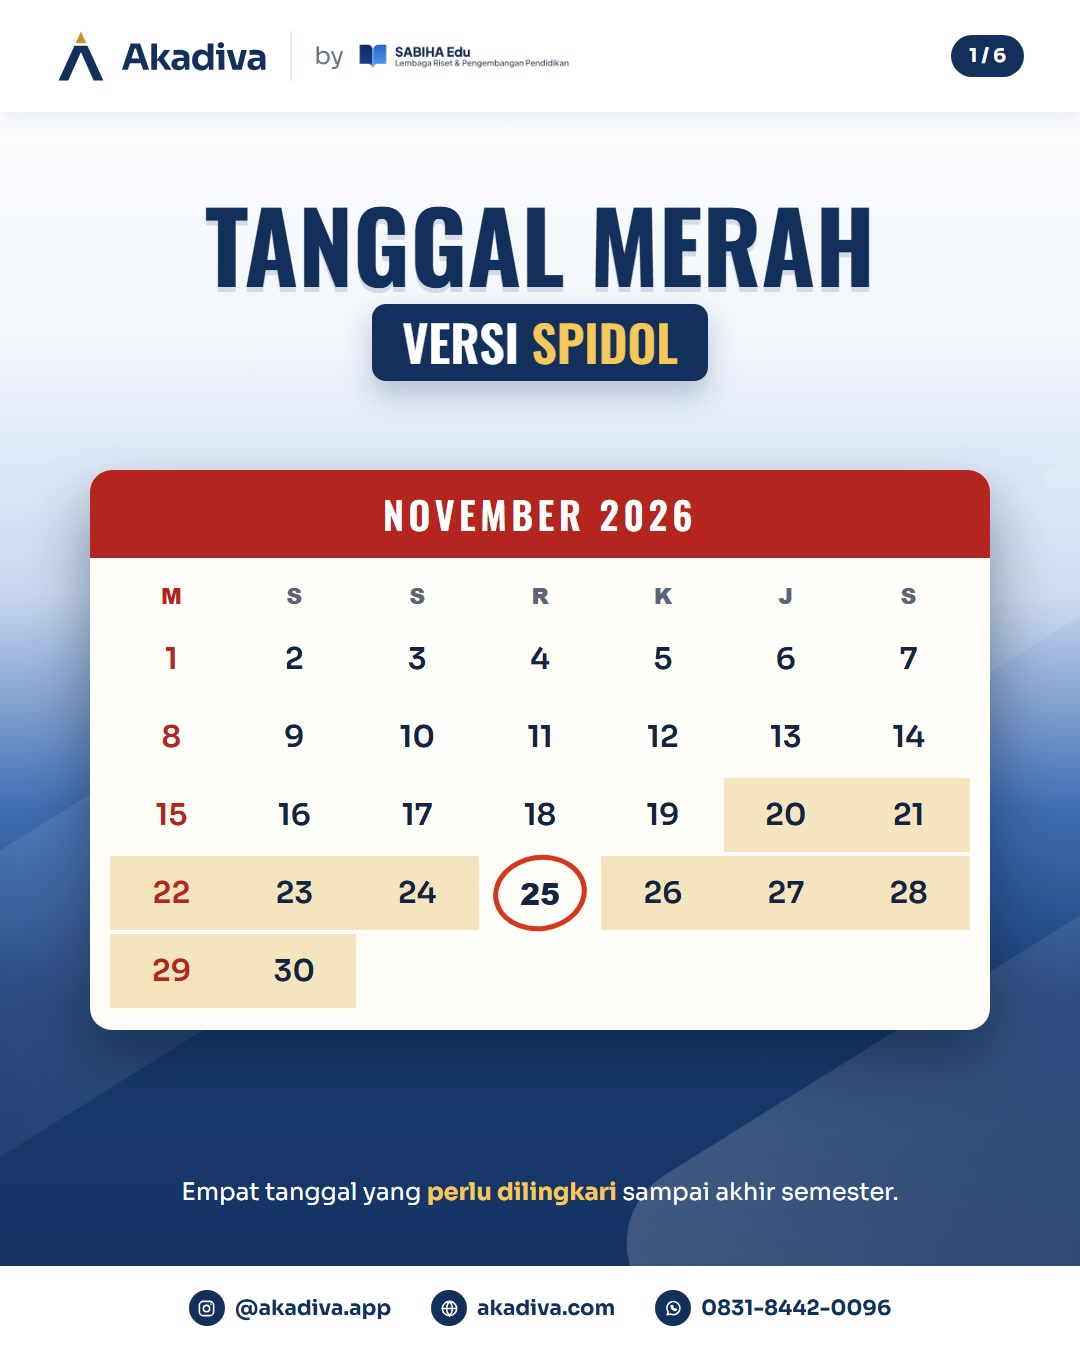 Akadiva by SABIHA Edu
Lembaga Riset & Pengembangan Pendidikan
1/6
TANGGAL MERAH
VERSI SPIDOL
NOVEMBER 2026
M S S R K J S
1 2 3 4 5 6 7
8 9 10 11 12 13 14
15 16 17 18 19 20 21
22 23 24 25 26 27 28
29 30
Empat tanggal yang perlu dilingkari sampai akhir semester.
@akadiva.app akadiva.com 0831-8442-0096